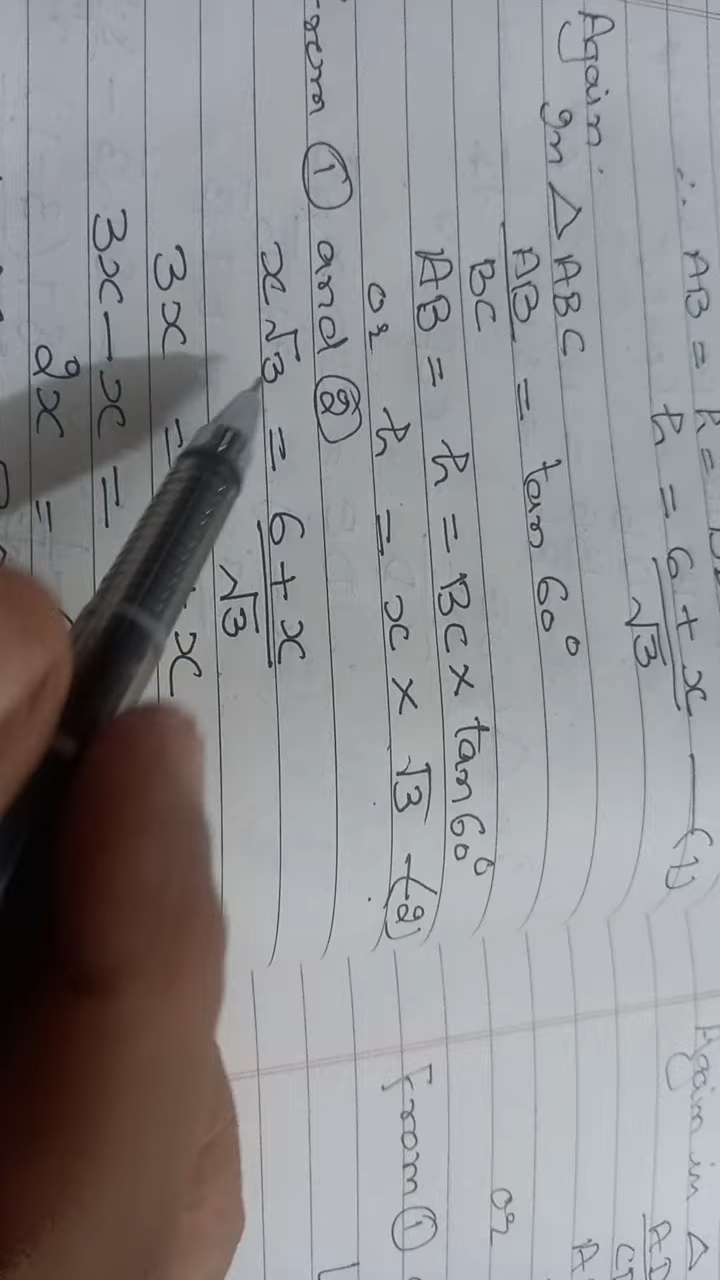 ∴ AB = h =
h = 6 + x / √3 — (1)
Again
In △ ABC
AB / BC = tan 60°
AB = h = BC × tan 60°
or h = x × √3 — (2)
From ① and ②
x√3 = 6 + x / √3
3x = + x
3x - x =
2x =
Again in △
or
From ①